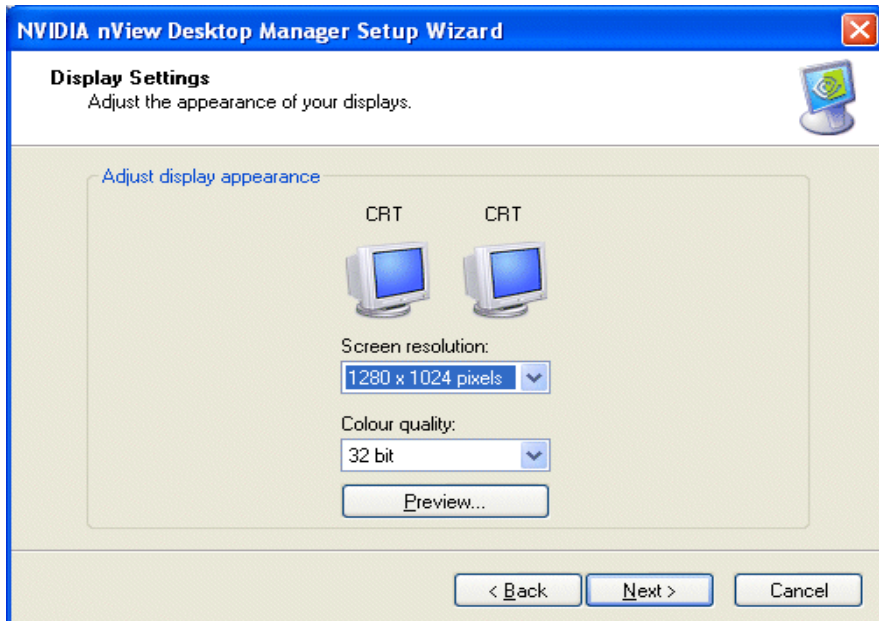 NVIDIA nView Desktop Manager Setup Wizard
Display Settings
Adjust the appearance of your displays.
Adjust display appearance
CRT CRT
Screen resolution:
1280 x 1024 pixels
Colour quality:
32 bit
Preview...
< Back Next > Cancel